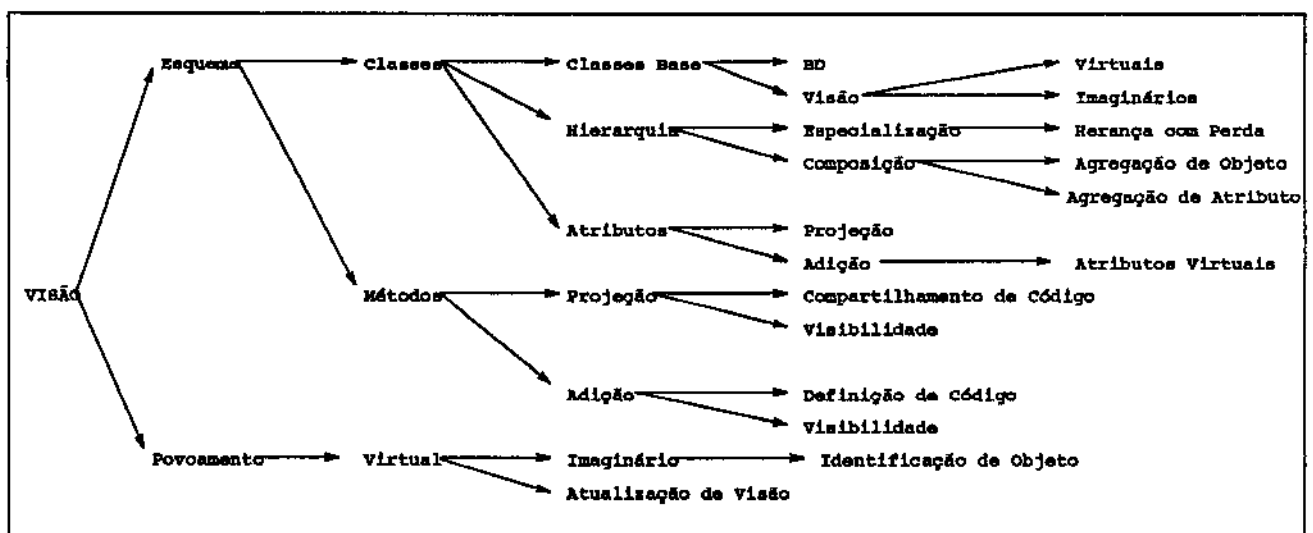 Esquema Classes Classes Base BD Virtuais
Visão Imaginários
Hierarquia Especialização Herança com Perda
Composição Agregação de Objeto
Agregação de Atributo
Atributos Projeção
Adição Atributos Virtuais
VISÃO Métodos Projeção Compartilhamento de Código
Visibilidade
Adição Definição de Código
Visibilidade
Povoamento Virtual Imaginário Identificação de Objeto
Atualização de Visão